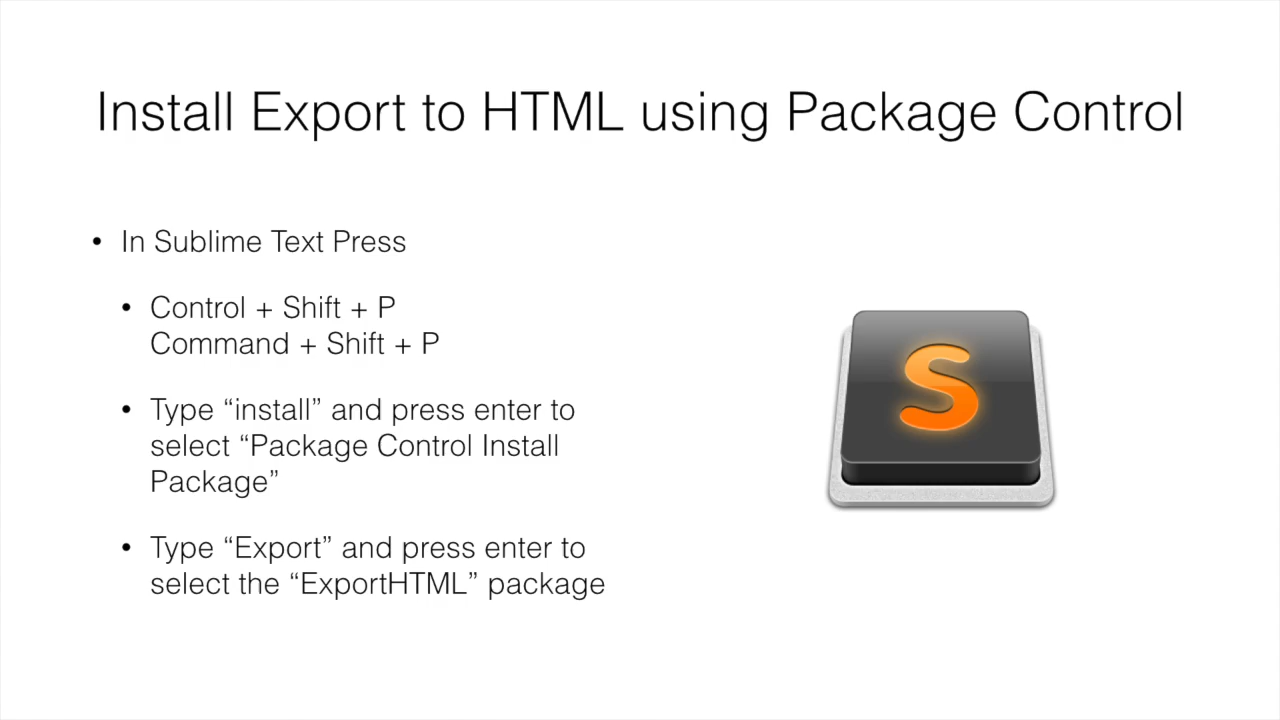 Install Export to HTML using Package Control
• In Sublime Text Press
• Control + Shift + P
Command + Shift + P
• Type “install” and press enter to
select “Package Control Install
Package”
• Type “Export” and press enter to
select the “ExportHTML” package
S